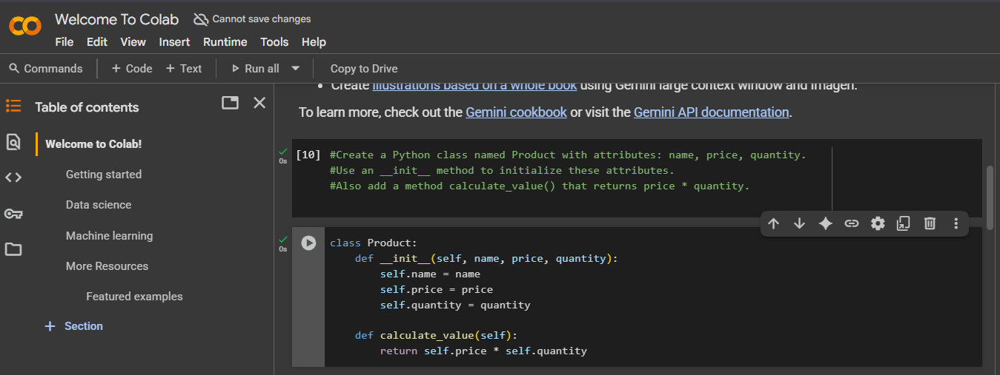 Welcome To Colab Cannot save changes
File Edit View Insert Runtime Tools Help
Commands + Code + Text Run all Copy to Drive
Table of contents
Welcome to Colab!
Getting started
Data science
Machine learning
More Resources
Featured examples
+ Section
Create illustrations based on a whole book using Gemini large context window and Imagen.
To learn more, check out the Gemini cookbook or visit the Gemini API documentation.
0s
[10] #Create a Python class named Product with attributes: name, price, quantity.
#Use an __init__ method to initialize these attributes.
#Also add a method calculate_value() that returns price * quantity.
0s
class Product:
    def __init__(self, name, price, quantity):
        self.name = name
        self.price = price
        self.quantity = quantity
    def calculate_value(self):
        return self.price * self.quantity